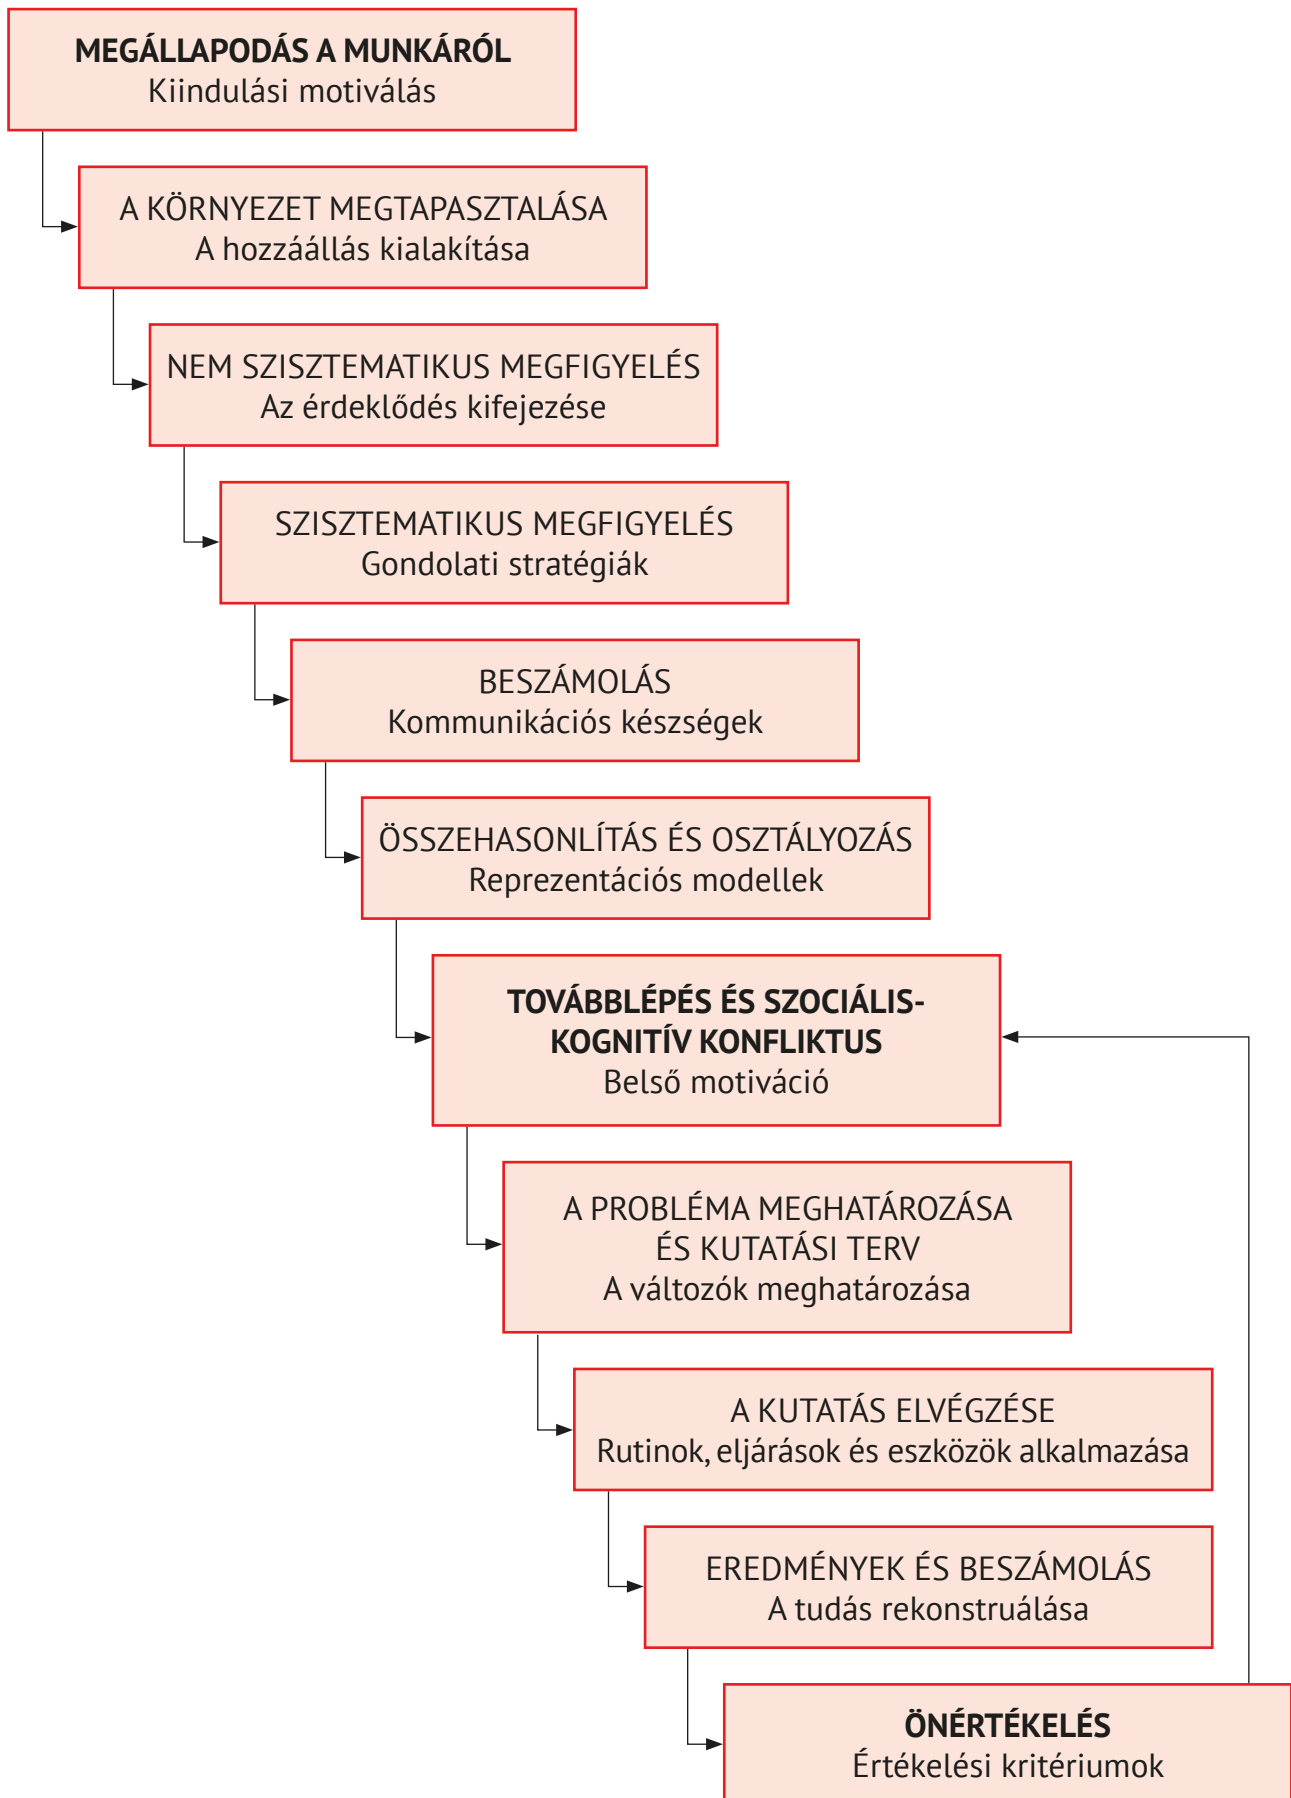 MEGÁLLAPODÁS A MUNKÁRÓL
Kiindulási motiválás
A KÖRNYEZET MEGTAPASZTALÁSA
A hozzáállás kialakítása
NEM SZISZTEMATIKUS MEGFIGYELÉS
Az érdeklődés kifejezése
SZISZTEMATIKUS MEGFIGYELÉS
Gondolati stratégiák
BESZÁMOLÁS
Kommunikációs készségek
ÖSSZEHASONLÍTÁS ÉS OSZTÁLYOZÁS
Reprezentációs modellek
TOVÁBBLÉPÉS ÉS SZOCIÁLIS-
KOGNITÍV KONFLIKTUS
Belső motiváció
A PROBLÉMA MEGHATÁROZÁSA
ÉS KUTATÁSI TERV
A változók meghatározása
A KUTATÁS ELVÉGZÉSE
Rutinok, eljárások és eszközök alkalmazása
EREDMÉNYEK ÉS BESZÁMOLÁS
A tudás rekonstruálása
ÖNÉRTÉKELÉS
Értékelési kritériumok